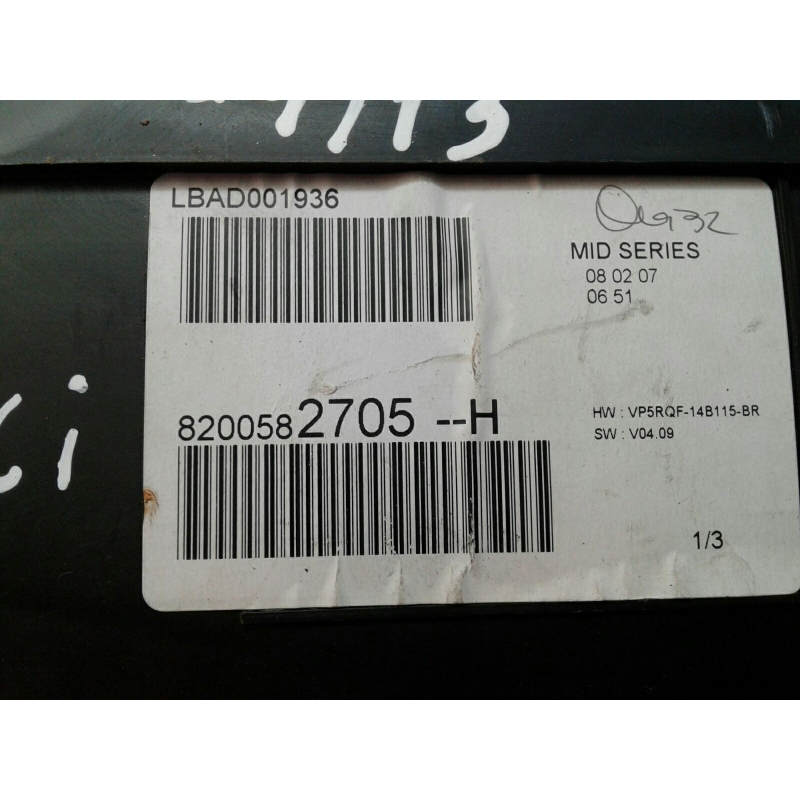 LBAD001936
MID SERIES
08 02 07
06 51
8200582705 --H
HW : VP5RQF-14B115-BR
SW : V04.09
1/3